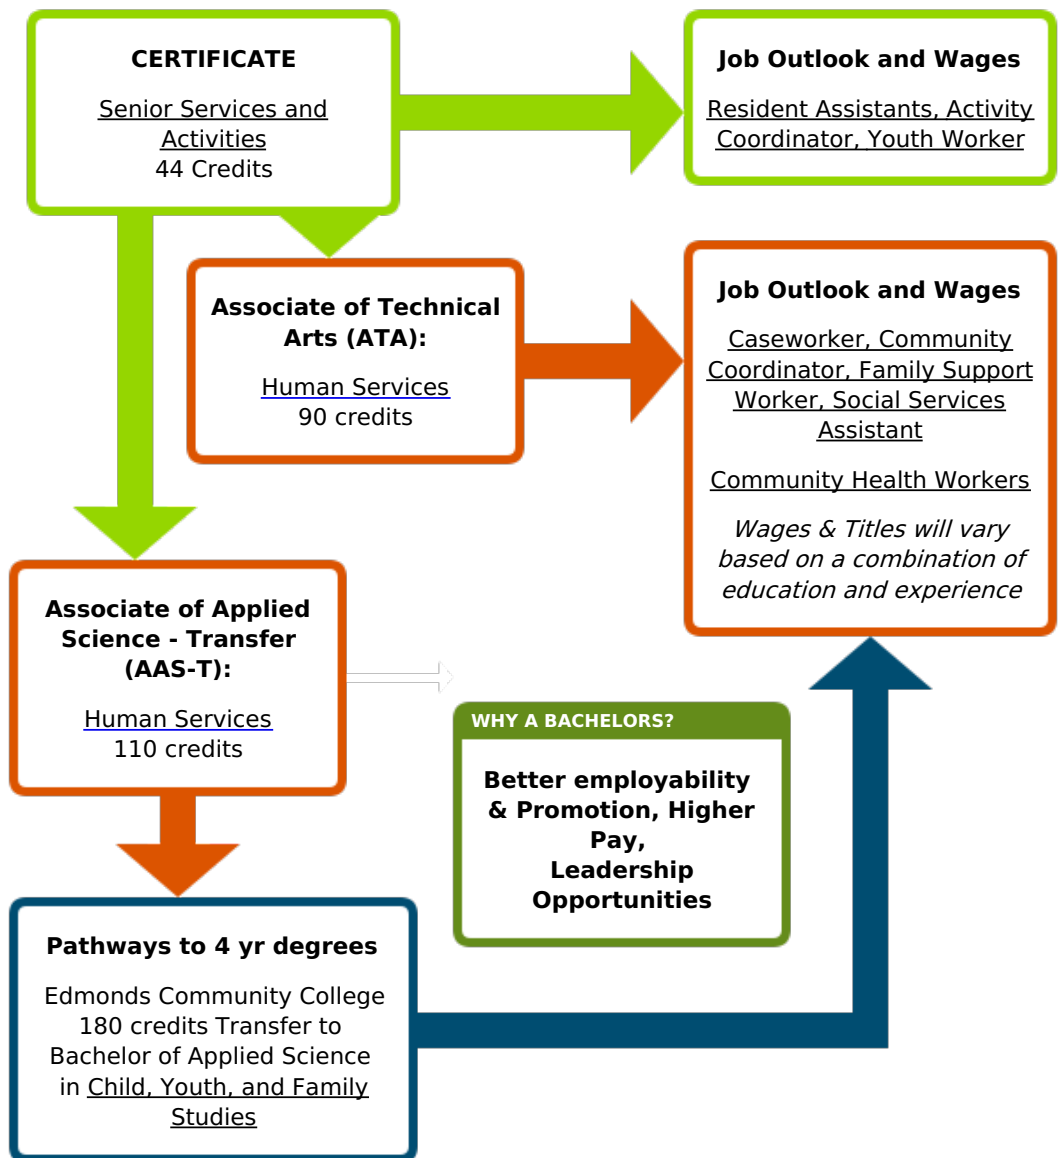 CERTIFICATE
Senior Services and
Activities
44 Credits
Job Outlook and Wages
Resident Assistants, Activity
Coordinator, Youth Worker
Associate of Technical
Arts (ATA):
Human Services
90 credits
Job Outlook and Wages
Caseworker, Community
Coordinator, Family Support
Worker, Social Services
Assistant
Community Health Workers
Wages & Titles will vary
based on a combination of
education and experience
Associate of Applied
Science - Transfer
(AAS-T):
Human Services
110 credits
WHY A BACHELORS?
Better employability
& Promotion, Higher
Pay,
Leadership
Opportunities
Pathways to 4 yr degrees
Edmonds Community College
180 credits Transfer to
Bachelor of Applied Science
in Child, Youth, and Family
Studies